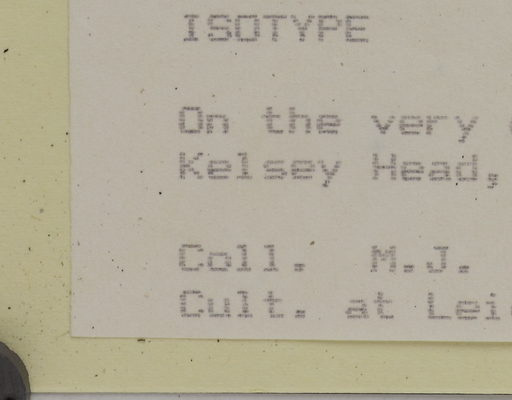 ISOTYPE
On the very
Kelsey Head,
Coll. M.J.
Cult. at Lei